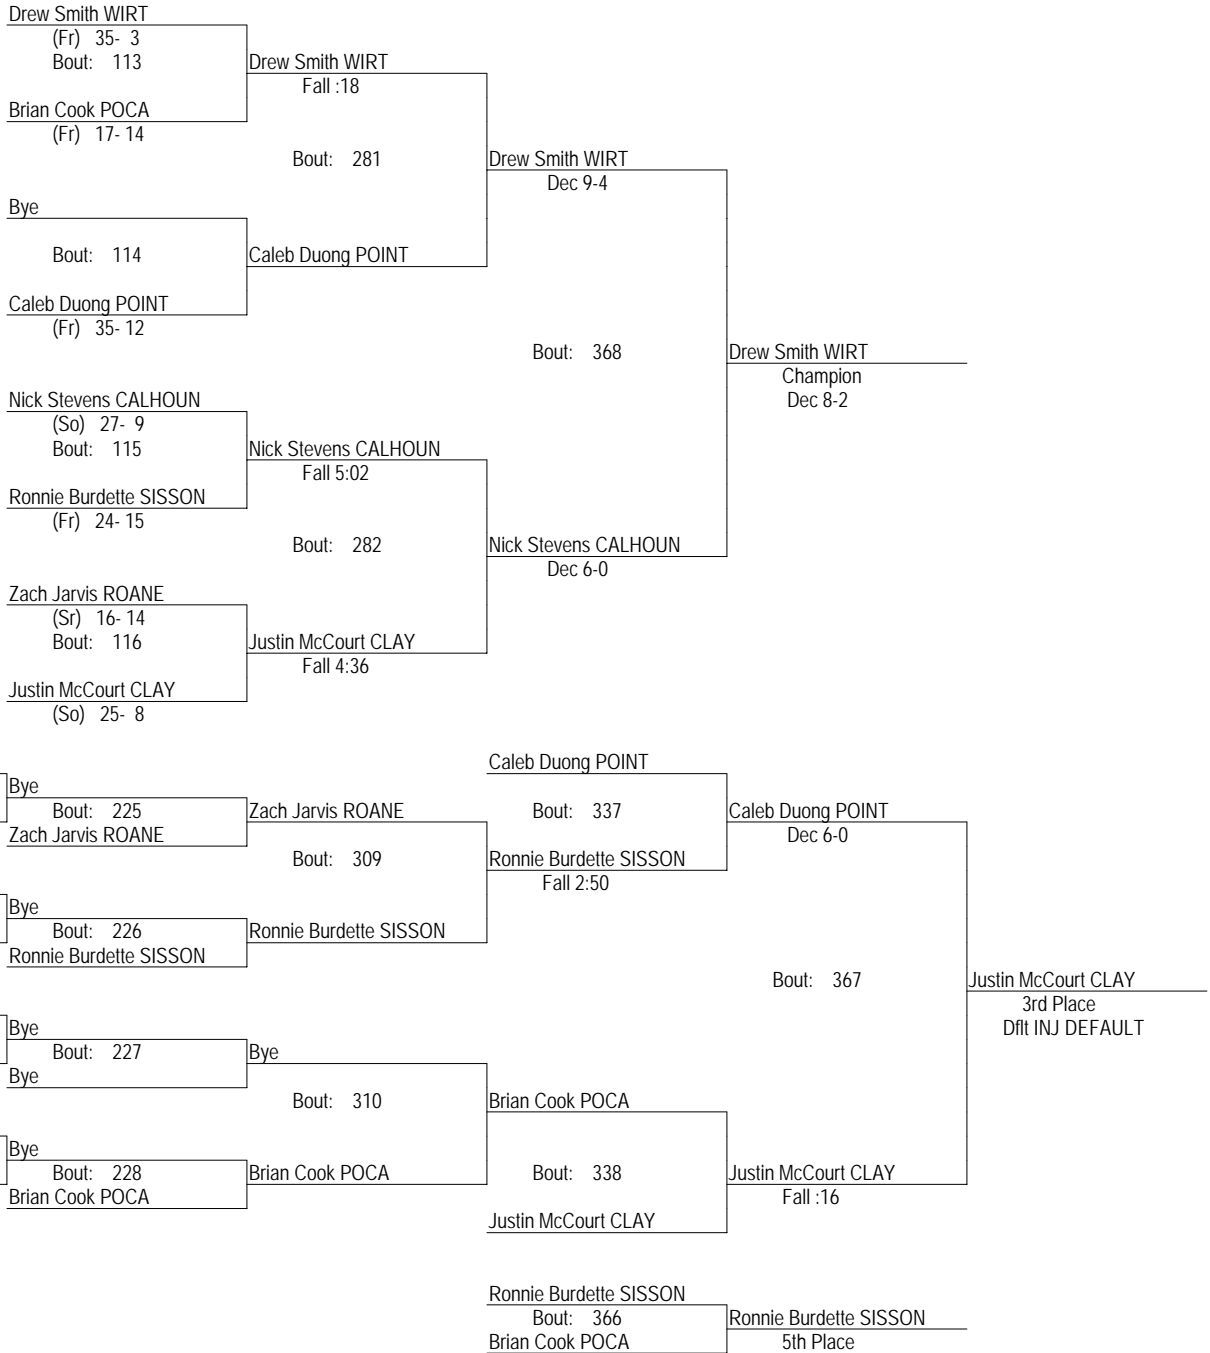 Drew Smith WIRT
(Fr) 35- 3
Bout: 113
Drew Smith WIRT
Fall :18
Brian Cook POCA
(Fr) 17- 14
Bout: 281
Drew Smith WIRT
Dec 9-4
Bye
Bout: 114
Caleb Duong POINT
Caleb Duong POINT
(Fr) 35- 12
Bout: 368
Drew Smith WIRT
Champion
Dec 8-2
Nick Stevens CALHOUN
(So) 27- 9
Bout: 115
Nick Stevens CALHOUN
Fall 5:02
Ronnie Burdette SISSON
(Fr) 24- 15
Bout: 282
Nick Stevens CALHOUN
Dec 6-0
Zach Jarvis ROANE
(Sr) 16- 14
Bout: 116
Justin McCourt CLAY
Fall 4:36
Justin McCourt CLAY
(So) 25- 8
Caleb Duong POINT
Bye
Bout: 225
Zach Jarvis ROANE
Bout: 337
Caleb Duong POINT
Zach Jarvis ROANE
Dec 6-0
Bout: 309
Ronnie Burdette SISSON
Fall 2:50
Bye
Bout: 226
Ronnie Burdette SISSON
Ronnie Burdette SISSON
Bout: 367
Justin McCourt CLAY
3rd Place
Dflt INJ DEFAULT
Bye
Bout: 227
Bye
Bye
Bout: 310
Brian Cook POCA
Bye
Bout: 228
Brian Cook POCA
Bout: 338
Justin McCourt CLAY
Brian Cook POCA
Fall :16
Justin McCourt CLAY
Ronnie Burdette SISSON
Bout: 366
Ronnie Burdette SISSON
Brian Cook POCA
5th Place